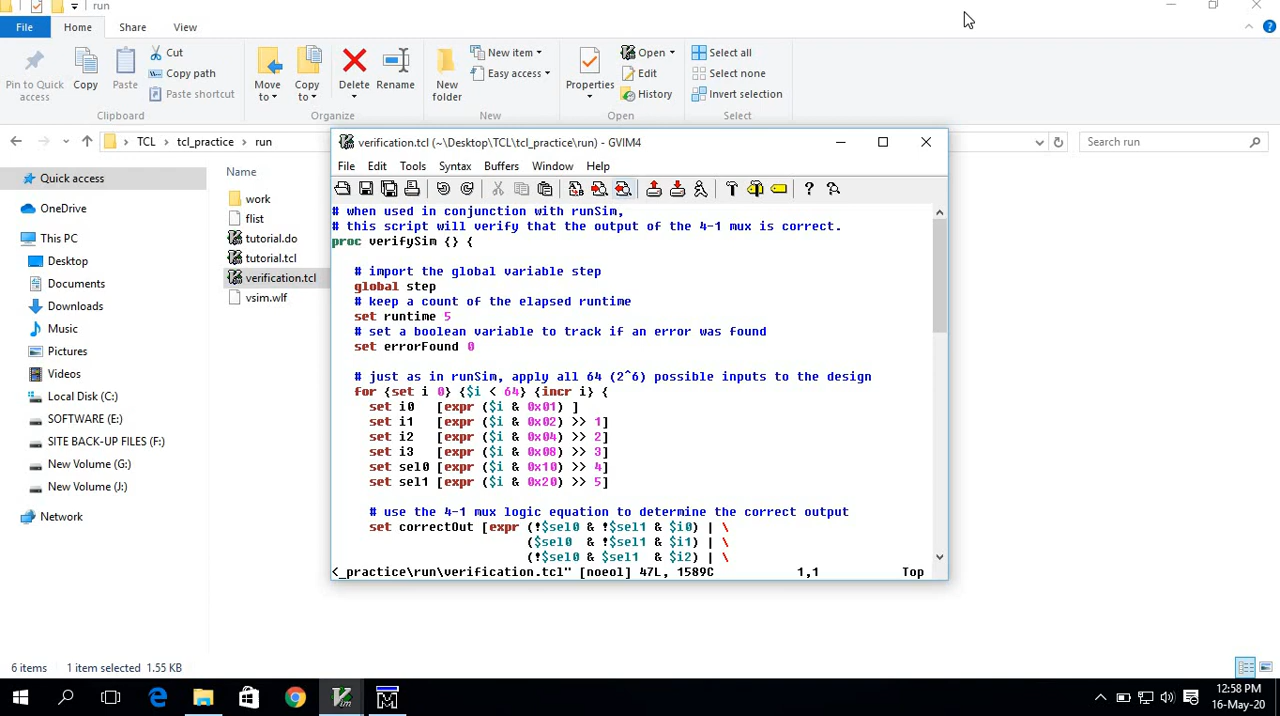 run
File Home Share View
Pin to Quick access
Copy
Paste
Cut
Copy path
Paste shortcut
Clipboard
Move to
Copy to
Delete
Rename
Organize
New folder
New item
Easy access
New
Properties
Open
Edit
History
Open
Select all
Select none
Invert selection
Select
TCL tcl_practice run
Search run
Quick access
OneDrive
This PC
Desktop
Documents
Downloads
Music
Pictures
Videos
Local Disk (C:)
SOFTWARE (E:)
SITE BACK-UP FILES (F:)
New Volume (G:)
New Volume (J:)
Network
Name
work
flist
tutorial.do
tutorial.tcl
verification.tcl
vsim.wlf
verification.tcl (~\Desktop\TCL\tcl_practice\run) - GVIM4
File Edit Tools Syntax Buffers Window Help
# when used in conjunction with runSim,
# this script will verify that the output of the 4-1 mux is correct.
proc verifySim {} {
# import the global variable step
global step
# keep a count of the elapsed runtime
set runtime 5
# set a boolean variable to track if an error was found
set errorFound 0
# just as in runSim, apply all 64 (2^6) possible inputs to the design
for {set i 0} {$i < 64} {incr i} {
set i0 [expr ($i & 0x01) ]
set i1 [expr ($i & 0x02) >> 1]
set i2 [expr ($i & 0x04) >> 2]
set i3 [expr ($i & 0x08) >> 3]
set sel0 [expr ($i & 0x10) >> 4]
set sel1 [expr ($i & 0x20) >> 5]
# use the 4-1 mux logic equation to determine the correct output
set correctOut [expr (!$sel0 & !$sel1 & $i0) | \
($sel0 & !$sel1 & $i1) | \
(!$sel0 & $sel1 & $i2) | \
<_practice\run\verification.tcl" [noeol] 47L, 1589C 1,1 Top
6 items 1 item selected 1.55 KB
12:58 PM
16-May-20